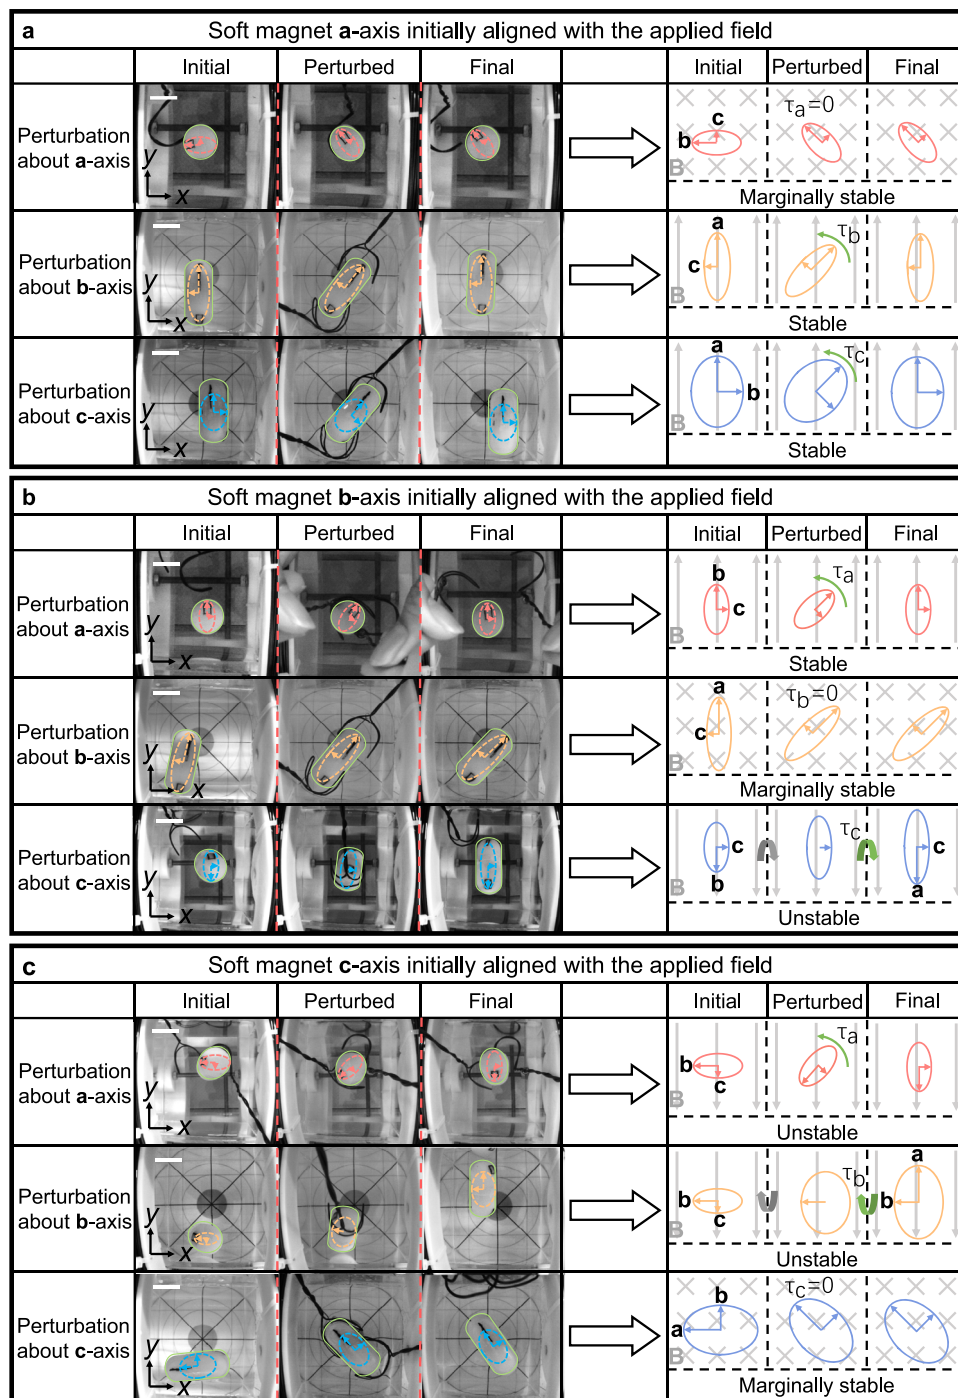 a
Soft magnet a-axis initially aligned with the applied field
Initial
Perturbed
Final
Initial
Perturbed
Final
Perturbation
about a-axis
y
x
b
c
B
τa=0
Marginally stable
Perturbation
about b-axis
y
x
a
c
B
τb
Stable
Perturbation
about c-axis
y
x
a
b
B
τc
Stable
b
Soft magnet b-axis initially aligned with the applied field
Initial
Perturbed
Final
Initial
Perturbed
Final
Perturbation
about a-axis
y
x
b
c
B
τa
Stable
Perturbation
about b-axis
y
x
a
c
B
τb=0
Marginally stable
Perturbation
about c-axis
y
x
c
b
B
τc
c
a
Unstable
c
Soft magnet c-axis initially aligned with the applied field
Initial
Perturbed
Final
Initial
Perturbed
Final
Perturbation
about a-axis
y
x
b
c
B
τa
Unstable
Perturbation
about b-axis
y
x
b
c
B
τb
a
b
Unstable
Perturbation
about c-axis
y
x
b
a
B
τc=0
Marginally stable